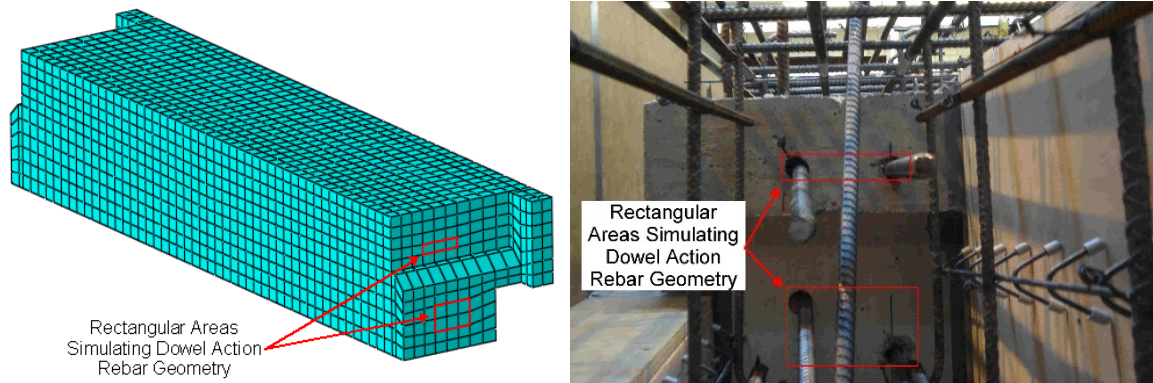 Rectangular Areas
Simulating Dowel Action
Rebar Geometry
Rectangular
Areas Simulating
Dowel Action
Rebar Geometry